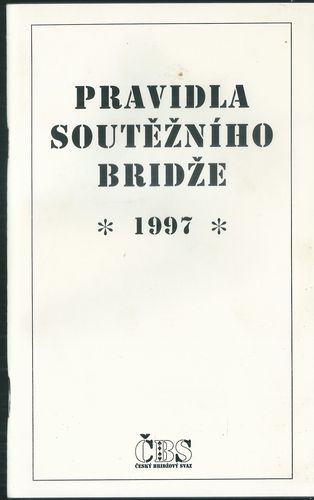 PRAVIDLA
SOUTĚŽNÍHO
BRIDŽE
* 1997 *
ČBS
ČESKÝ BRIDŽOVÝ SVAZ